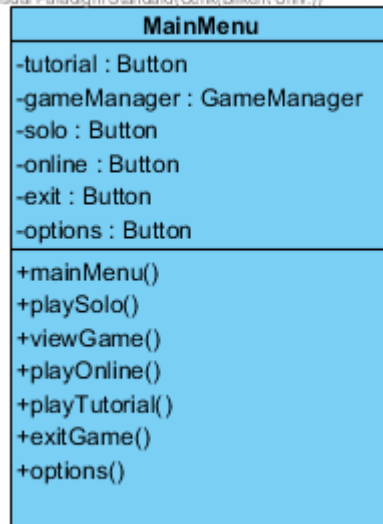 MainMenu
-tutorial : Button
-gameManager : GameManager
-solo : Button
-online : Button
-exit : Button
-options : Button
+mainMenu()
+playSolo()
+viewGame()
+playOnline()
+playTutorial()
+exitGame()
+options()